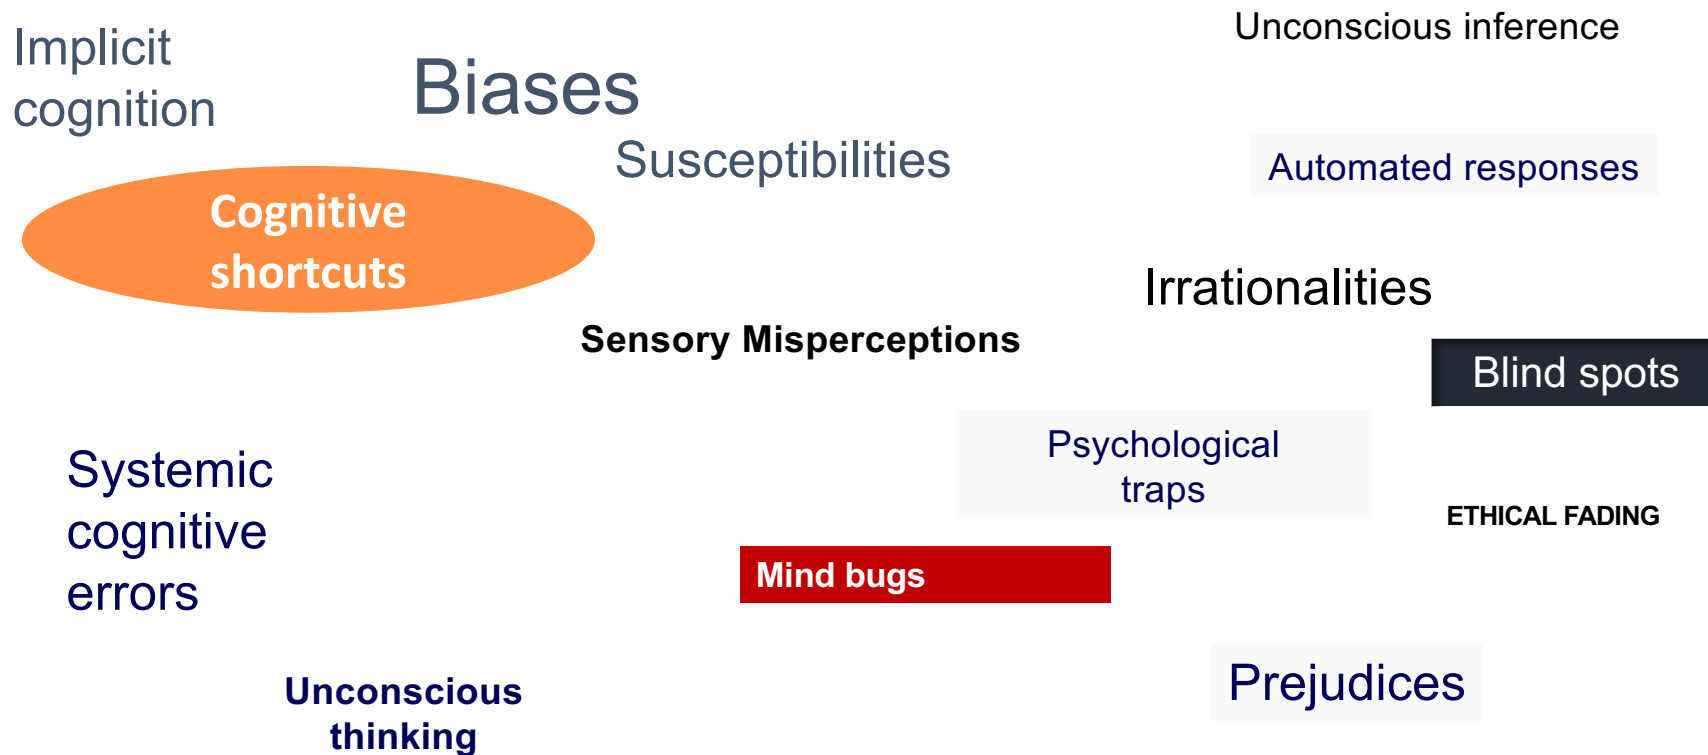 Unconscious inference
Implicit
cognition
Biases
Susceptibilities
Automated responses
Cognitive
shortcuts
Irrationalities
Sensory Misperceptions
Blind spots
Psychological
traps
Systemic
cognitive
errors
ETHICAL FADING
Mind bugs
Prejudices
Unconscious
thinking